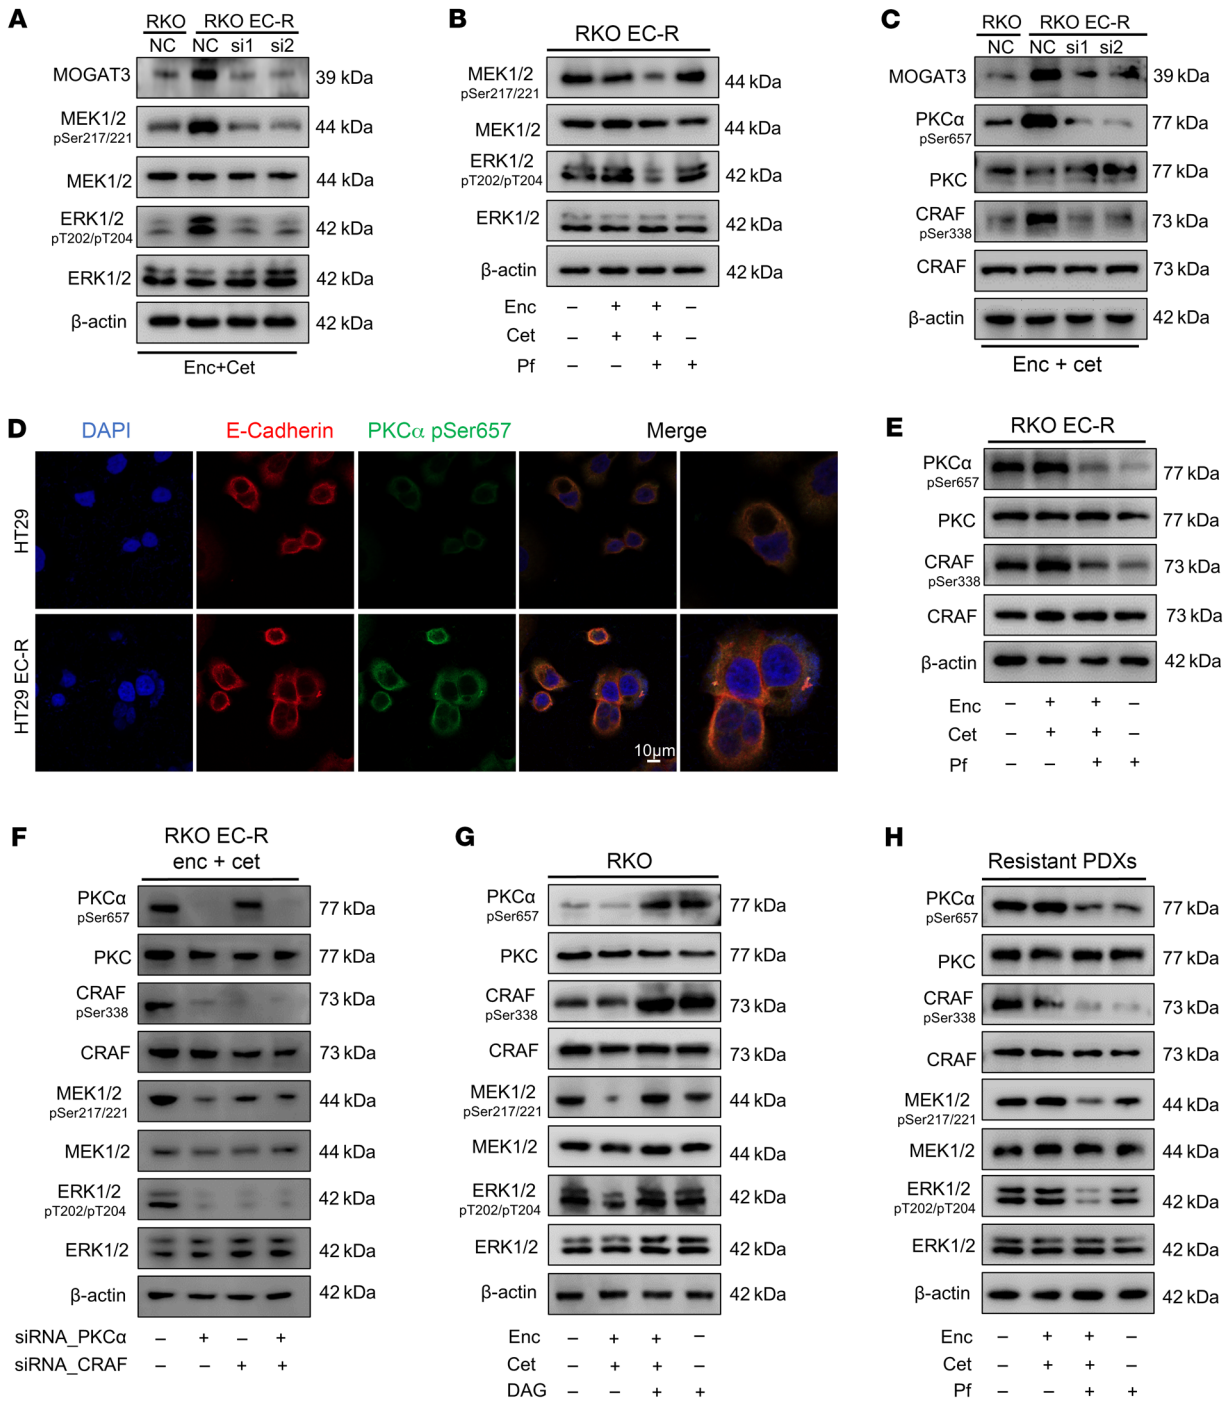 A
RKO RKO EC-R
NC NC si1 si2
MOGAT3 39 kDa
MEK1/2 pSer217/221 44 kDa
MEK1/2 44 kDa
ERK1/2 pT202/pT204 42 kDa
ERK1/2 42 kDa
β-actin 42 kDa
Enc+Cet
B
RKO EC-R
MEK1/2 pSer217/221 44 kDa
MEK1/2 44 kDa
ERK1/2 pT202/pT204 42 kDa
ERK1/2 42 kDa
β-actin 42 kDa
Enc – + + –
Cet – + + –
Pf – – + +
C
RKO RKO EC-R
NC NC si1 si2
MOGAT3 39 kDa
PKCα pSer657 77 kDa
PKC 77 kDa
CRAF pSer338 73 kDa
CRAF 73 kDa
β-actin 42 kDa
Enc + cet
D
DAPI E-Cadherin PKCα pSer657 Merge
HT29
HT29 EC-R
10μm
E
RKO EC-R
PKCα pSer657 77 kDa
PKC 77 kDa
CRAF pSer338 73 kDa
CRAF 73 kDa
β-actin 42 kDa
Enc – + + –
Cet – + + –
Pf – – + +
F
RKO EC-R
enc + cet
PKCα pSer657 77 kDa
PKC 77 kDa
CRAF pSer338 73 kDa
CRAF 73 kDa
MEK1/2 pSer217/221 44 kDa
MEK1/2 44 kDa
ERK1/2 pT202/pT204 42 kDa
ERK1/2 42 kDa
β-actin 42 kDa
siRNA_PKCα – + – +
siRNA_CRAF – – + +
G
RKO
PKCα pSer657 77 kDa
PKC 77 kDa
CRAF pSer338 73 kDa
CRAF 73 kDa
MEK1/2 pSer217/221 44 kDa
MEK1/2 44 kDa
ERK1/2 pT202/pT204 42 kDa
ERK1/2 42 kDa
β-actin 42 kDa
Enc – + + –
Cet – + + –
DAG – – + +
H
Resistant PDXs
PKCα pSer657 77 kDa
PKC 77 kDa
CRAF pSer338 73 kDa
CRAF 73 kDa
MEK1/2 pSer217/221 44 kDa
MEK1/2 44 kDa
ERK1/2 pT202/pT204 42 kDa
ERK1/2 42 kDa
β-actin 42 kDa
Enc – + + –
Cet – + + –
Pf – – + +